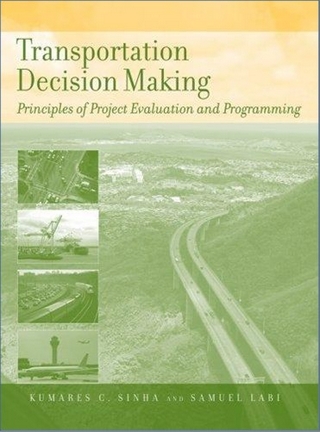 Transportation
Decision Making
Principles of Project Evaluation and Programming
KUMARES C. SINHA AND SAMUEL LABI